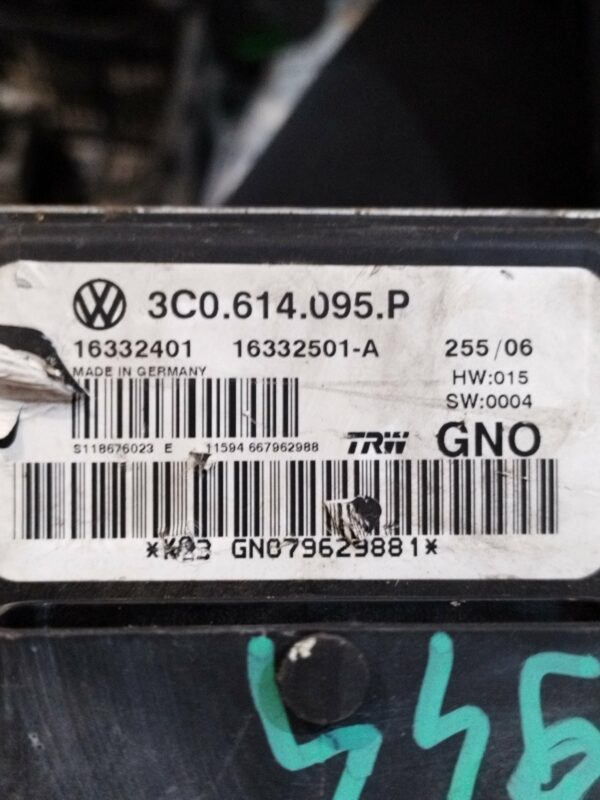 3C0.614.095.P
16332401 16332501-A 255/06
MADE IN GERMANY HW:015
SW:0004
S118676023 E 11594 667962988 TRW GNO
GN079629881*